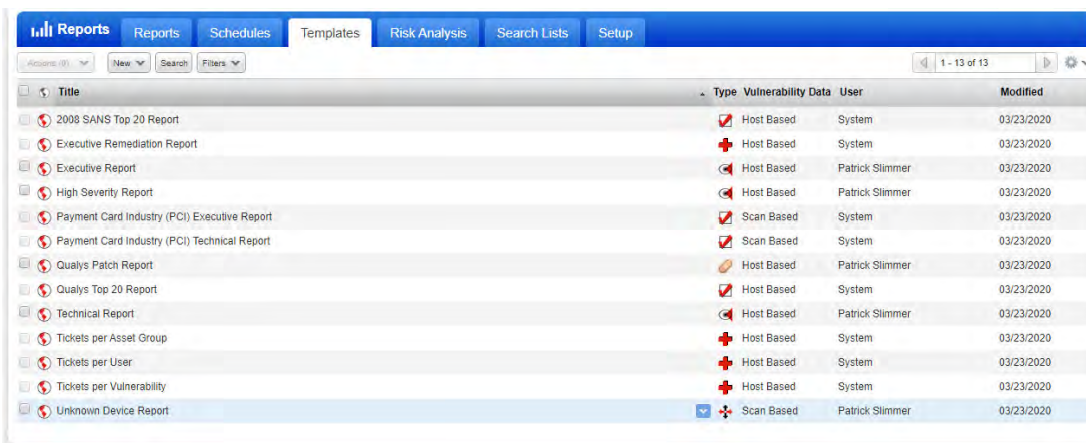 Reports Reports Schedules Templates Risk Analysis Search Lists Setup
Actions (0) New Search Filters 1 - 13 of 13
Title Type Vulnerability Data User Modified
2008 SANS Top 20 Report Host Based System 03/23/2020
Executive Remediation Report Host Based System 03/23/2020
Executive Report Host Based Patrick Slimmer 03/23/2020
High Severity Report Host Based Patrick Slimmer 03/23/2020
Payment Card Industry (PCI) Executive Report Scan Based System 03/23/2020
Payment Card Industry (PCI) Technical Report Scan Based System 03/23/2020
Qualys Patch Report Host Based Patrick Slimmer 03/23/2020
Qualys Top 20 Report Host Based System 03/23/2020
Technical Report Host Based Patrick Slimmer 03/23/2020
Tickets per Asset Group Host Based System 03/23/2020
Tickets per User Host Based System 03/23/2020
Tickets per Vulnerability Host Based System 03/23/2020
Unknown Device Report Scan Based Patrick Slimmer 03/23/2020